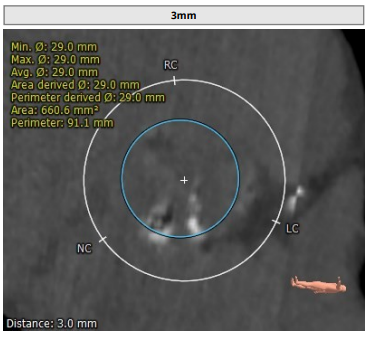 3mm
Min. Ø: 29.0 mm
Max. Ø: 29.0 mm
Avg. Ø: 29.0 mm
Area derived Ø: 29.0 mm
Perimeter derived Ø: 29.0 mm
Area: 660.6 mm²
Perimeter: 91.1 mm
RC
LC
NC
Distance: 3.0 mm